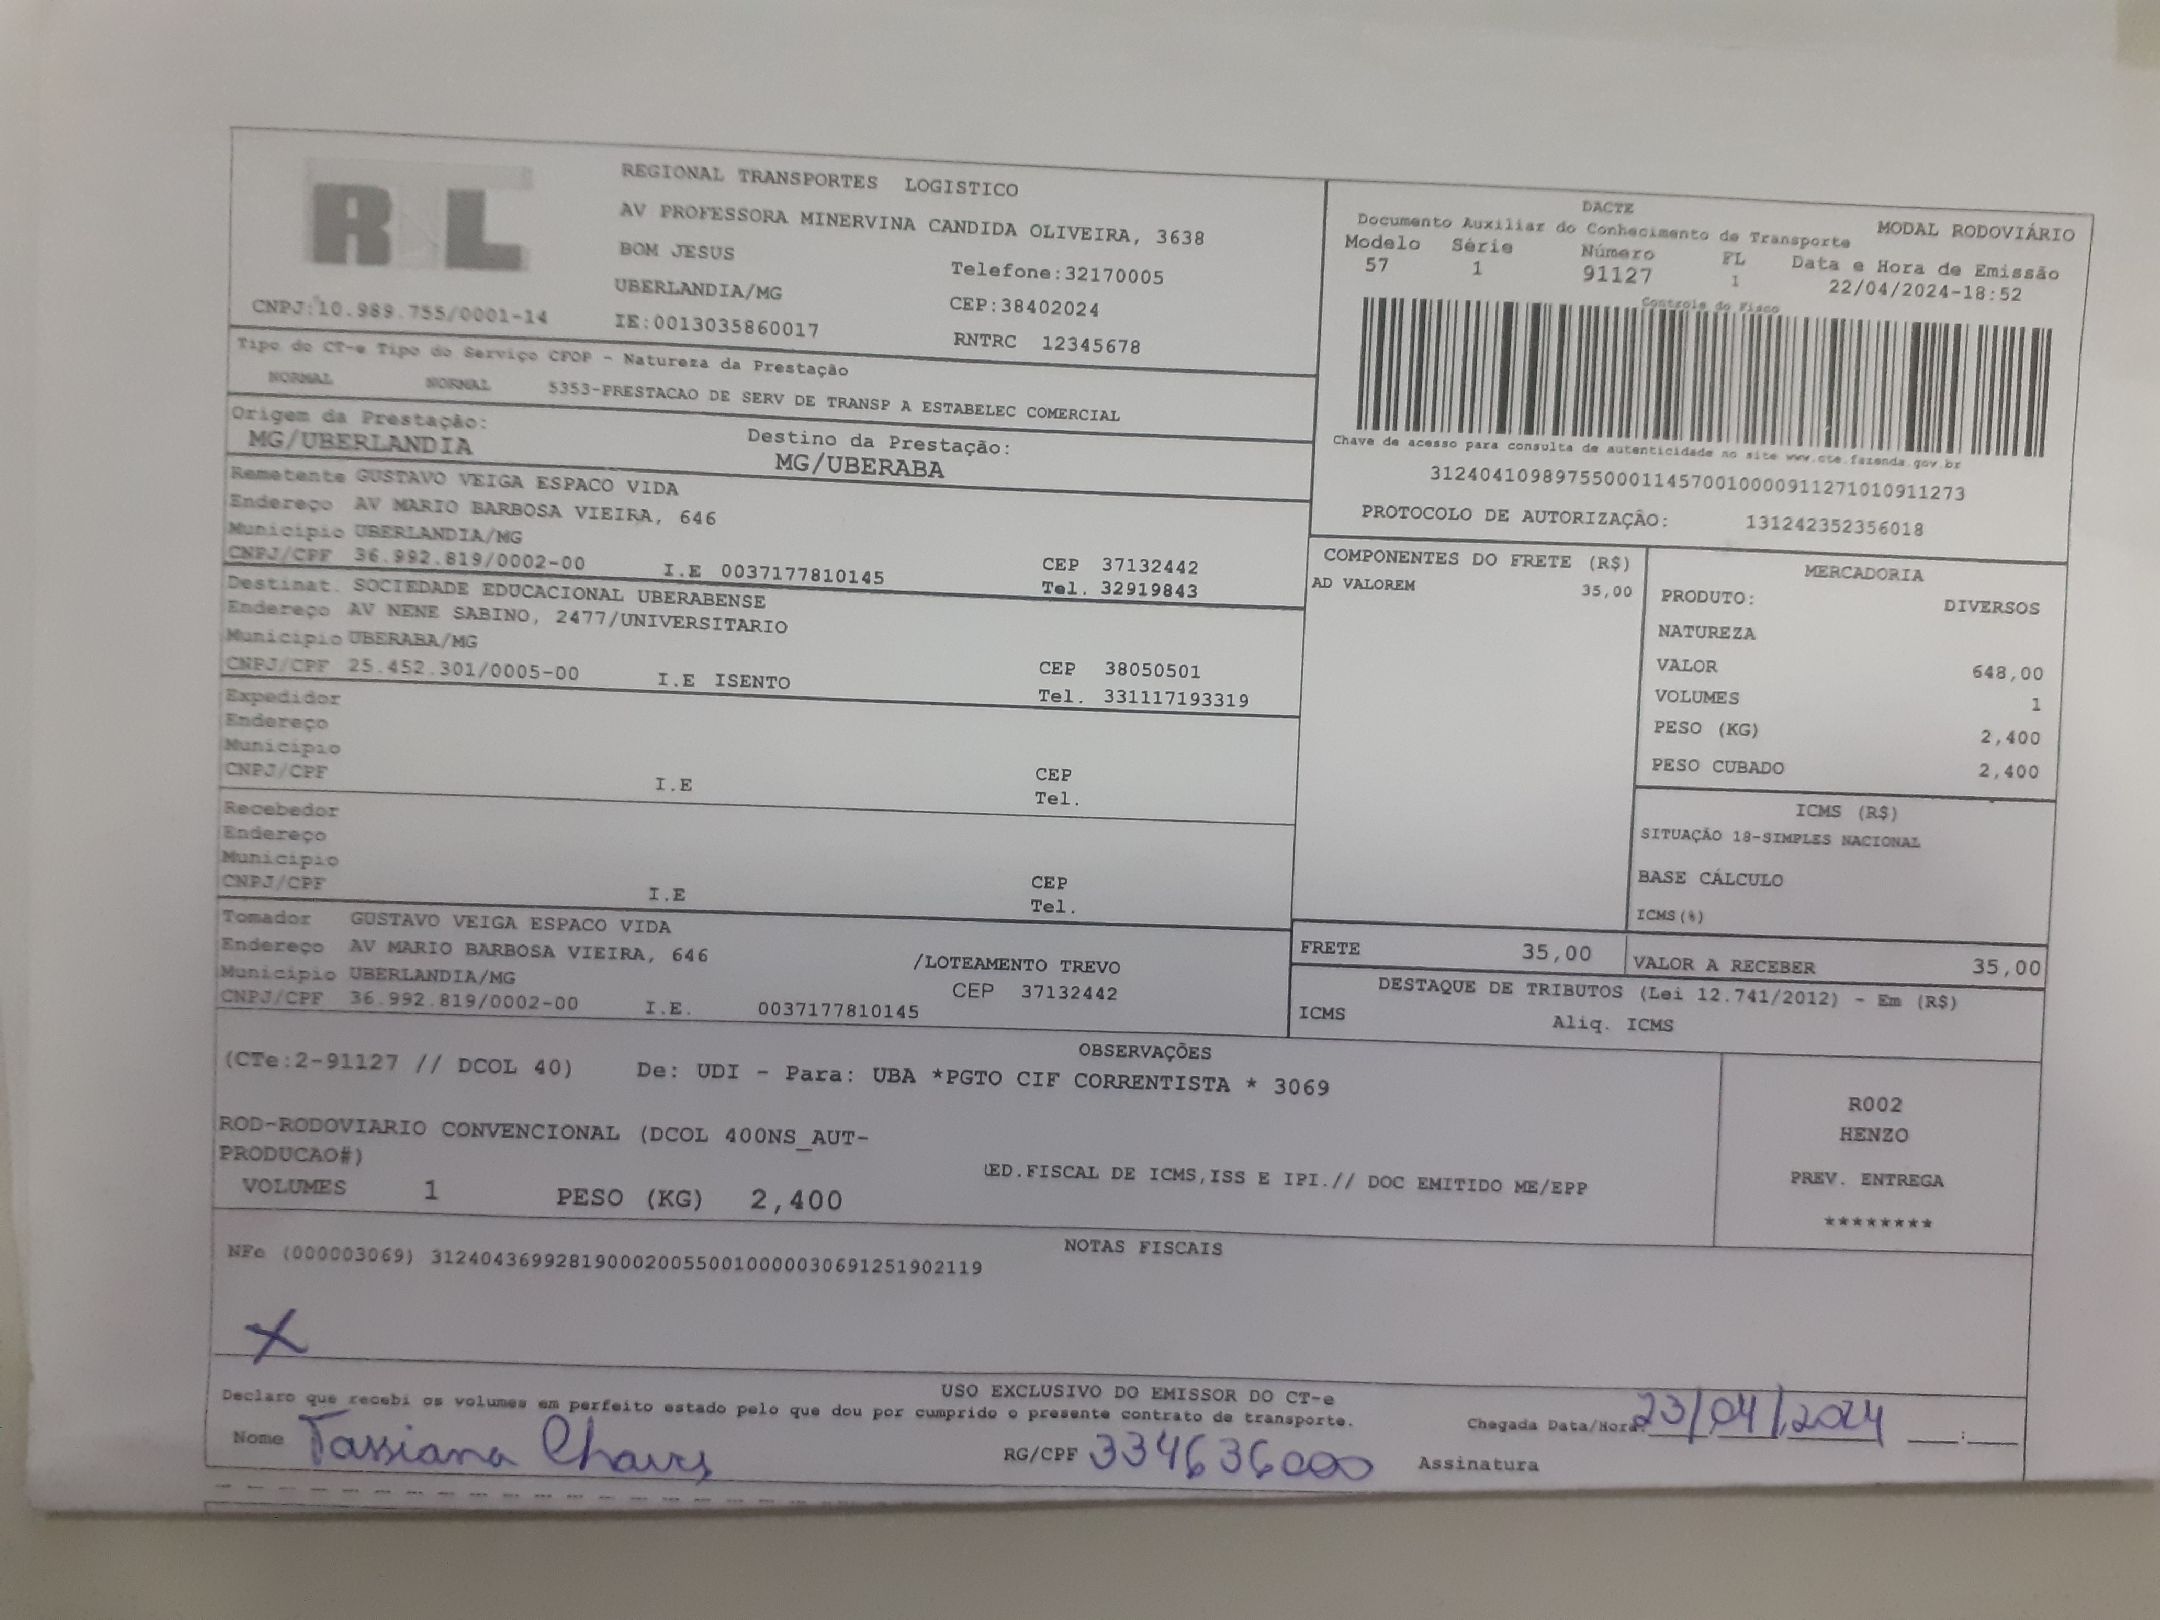 RL
REGIONAL TRANSPORTES LOGISTICO
AV PROFESSORA MINERVINA CANDIDA OLIVEIRA, 3638
BOM JESUS
Telefone:32170005
UBERLANDIA/MG
CEP:38402024
CNPJ:10.989.755/0001-14
IE:0013035860017
RNTRC 12345678
DACTE
Documento Auxiliar do Conhecimento de Transporte
MODAL RODOVIÁRIO
Modelo Série Número FL Data e Hora de Emissão
57 1 91127 1 22/04/2024-18:52
Controle do Fisco
Chave de acesso para consulta de autenticidade no site www.cte.fazenda.gov.br
31240410989755000114570010000911271010911273
PROTOCOLO DE AUTORIZAÇÃO: 131242352356018
Tipo do CT-e Tipo do Serviço CFOP - Natureza da Prestação
NORMAL NORMAL 5353-PRESTACAO DE SERV DE TRANSP A ESTABELEC COMERCIAL
Origem da Prestação: Destino da Prestação:
MG/UBERLANDIA MG/UBERABA
Remetente GUSTAVO VEIGA ESPACO VIDA
Endereço AV MARIO BARBOSA VIEIRA, 646
Municipio UBERLANDIA/MG CEP 37132442
CNPJ/CPF 36.992.819/0002-00 I.E 0037177810145 Tel. 32919843
Destinat. SOCIEDADE EDUCACIONAL UBERABENSE
Endereço AV NENE SABINO, 2477/UNIVERSITARIO
Municipio UBERABA/MG CEP 38050501
CNPJ/CPF 25.452.301/0005-00 I.E ISENTO Tel. 331117193319
Expedidor
Endereço
Municipio CEP
CNPJ/CPF I.E Tel.
Recebedor
Endereço
Municipio CEP
CNPJ/CPF I.E Tel.
Tomador GUSTAVO VEIGA ESPACO VIDA
Endereço AV MARIO BARBOSA VIEIRA, 646 /LOTEAMENTO TREVO
Municipio UBERLANDIA/MG CEP 37132442
CNPJ/CPF 36.992.819/0002-00 I.E. 0037177810145
COMPONENTES DO FRETE (R$)
AD VALOREM 35,00
MERCADORIA
PRODUTO: DIVERSOS
NATUREZA
VALOR 648,00
VOLUMES 1
PESO (KG) 2,400
PESO CUBADO 2,400
ICMS (R$)
SITUAÇÃO 18-SIMPLES NACIONAL
BASE CÁLCULO
ICMS(%)
FRETE 35,00 VALOR A RECEBER 35,00
DESTAQUE DE TRIBUTOS (Lei 12.741/2012) - Em (R$)
ICMS Aliq. ICMS
OBSERVAÇÕES
(CTe:2-91127 // DCOL 40) De: UDI - Para: UBA *PGTO CIF CORRENTISTA * 3069
ROD-RODOVIARIO CONVENCIONAL (DCOL 400NS_AUT-
PRODUCAO#)
ED.FISCAL DE ICMS,ISS E IPI.// DOC EMITIDO ME/EPP
VOLUMES 1 PESO (KG) 2,400
R002
HENZO
PREV. ENTREGA
********
NOTAS FISCAIS
NFe (000003069) 31240436992819000200550010000030691251902119
X
USO EXCLUSIVO DO EMISSOR DO CT-e
Declaro que recebi os volumes em perfeito estado pelo que dou por cumprido o presente contrato de transporte.
Chegada Data/Hora: 23/04/2024 __:__
Nome Tassiana Chaves RG/CPF 334636000 Assinatura